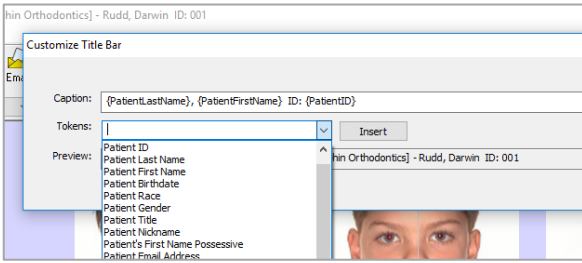 hin Orthodontics] - Rudd, Darwin ID: 001
Customize Title Bar
Ema
Caption: {PatientLastName}, {PatientFirstName} ID: {PatientID}
Tokens: Insert
Preview: hin Orthodontics] - Rudd, Darwin ID: 001
Patient ID
Patient Last Name
Patient First Name
Patient Birthdate
Patient Race
Patient Gender
Patient Title
Patient Nickname
Patient's First Name Possessive
Patient Email Address